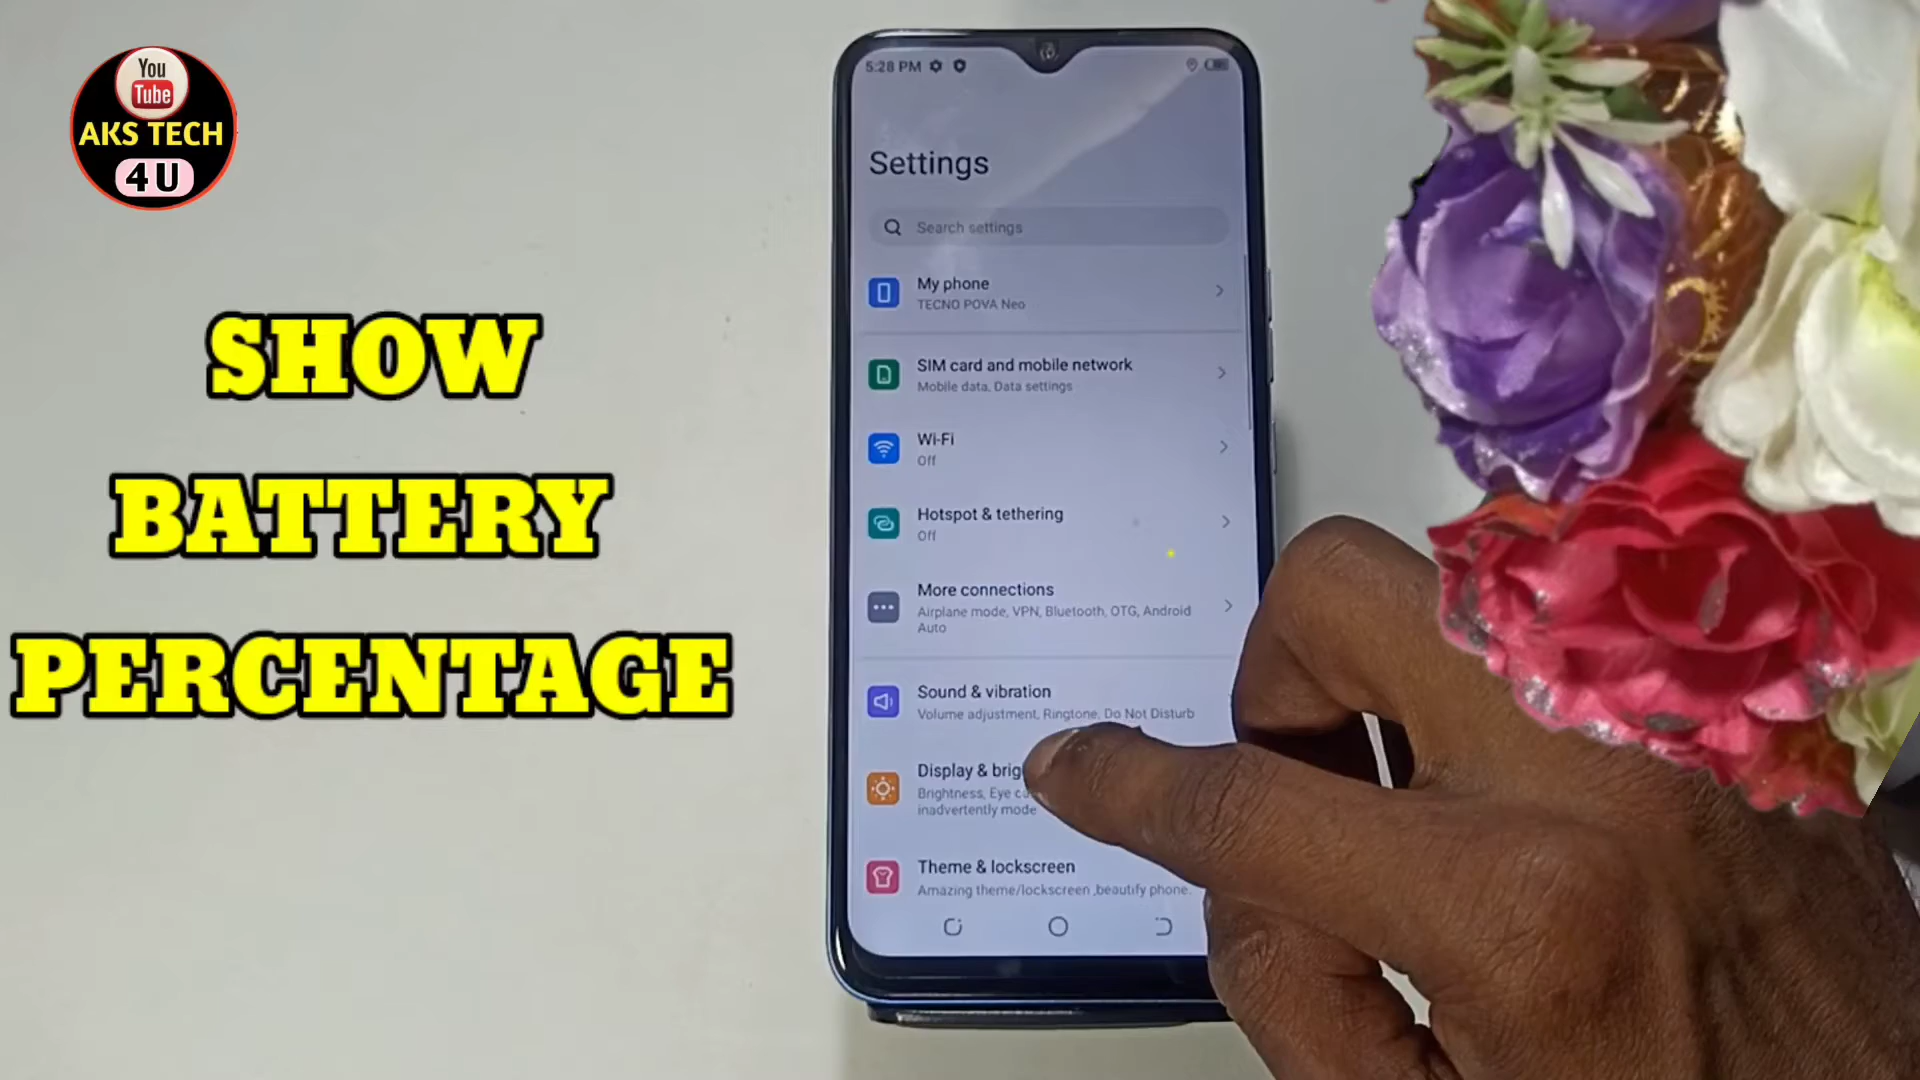 You
Tube
AKS TECH
4 U
SHOW
BATTERY
PERCENTAGE
5:28 PM
Settings
Search settings
My phone
TECNO POVA Neo
SIM card and mobile network
Mobile data, Data settings
Wi-Fi
Off
Hotspot & tethering
Off
More connections
Airplane mode, VPN, Bluetooth, OTG, Android
Auto
Sound & vibration
Volume adjustment, Ringtone, Do Not Disturb
Display &
Brightness, Eye
inadvertently mode
Theme & lockscreen
Amazing theme/lockscreen ,beautify phone.